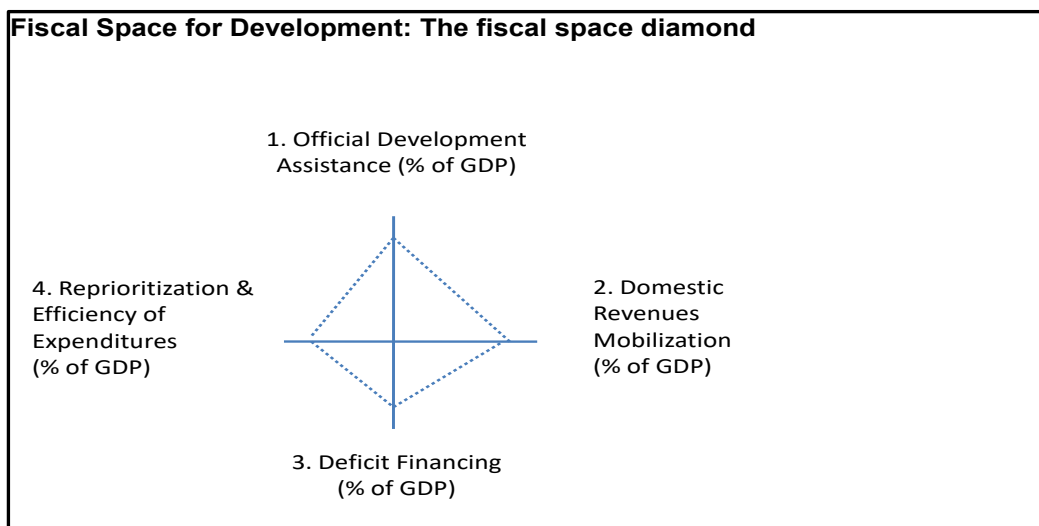 Fiscal Space for Development: The fiscal space diamond
1. Official Development
Assistance (% of GDP)
4. Reprioritization &
Efficiency of
Expenditures
(% of GDP)
2. Domestic
Revenues
Mobilization
(% of GDP)
3. Deficit Financing
(% of GDP)